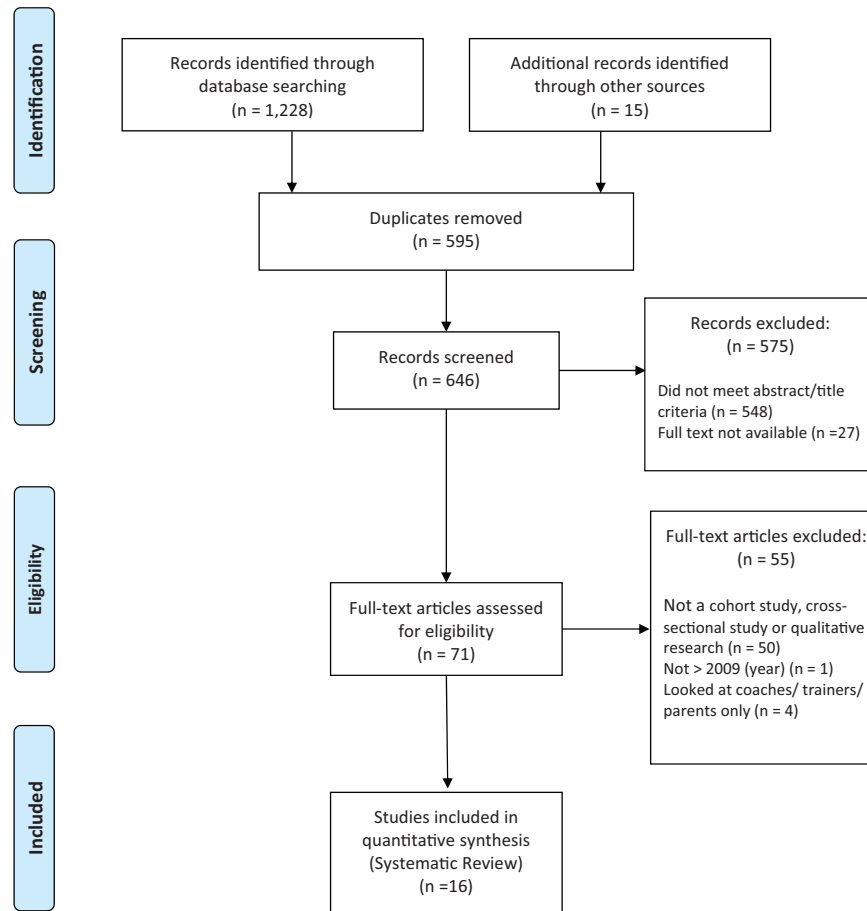 Identification
Records identified through
database searching
(n = 1,228)
Additional records identified
through other sources
(n = 15)
Duplicates removed
(n = 595)
Screening
Records screened
(n = 646)
Records excluded:
(n = 575)
Did not meet abstract/title
criteria (n = 548)
Full text not available (n =27)
Eligibility
Full-text articles assessed
for eligibility
(n = 71)
Full-text articles excluded:
(n = 55)
Not a cohort study, cross-
sectional study or qualitative
research (n = 50)
Not > 2009 (year) (n = 1)
Looked at coaches/ trainers/
parents only (n = 4)
Included
Studies included in
quantitative synthesis
(Systematic Review)
(n =16)